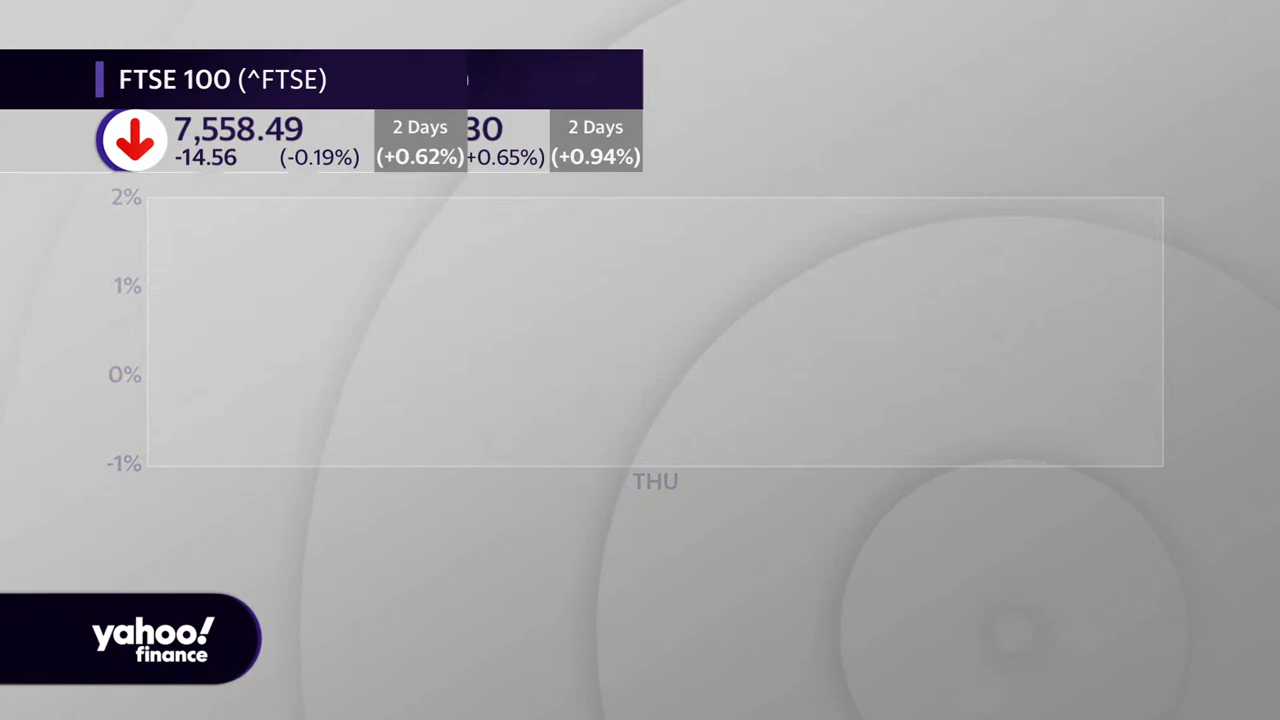 FTSE 100 (^FTSE) )
7,558.49 2 Days 30 2 Days
-14.56 (-0.19%) (+0.62%) +0.65%) (+0.94%)
2%
1%
0%
-1%
THU
yahoo!
finance